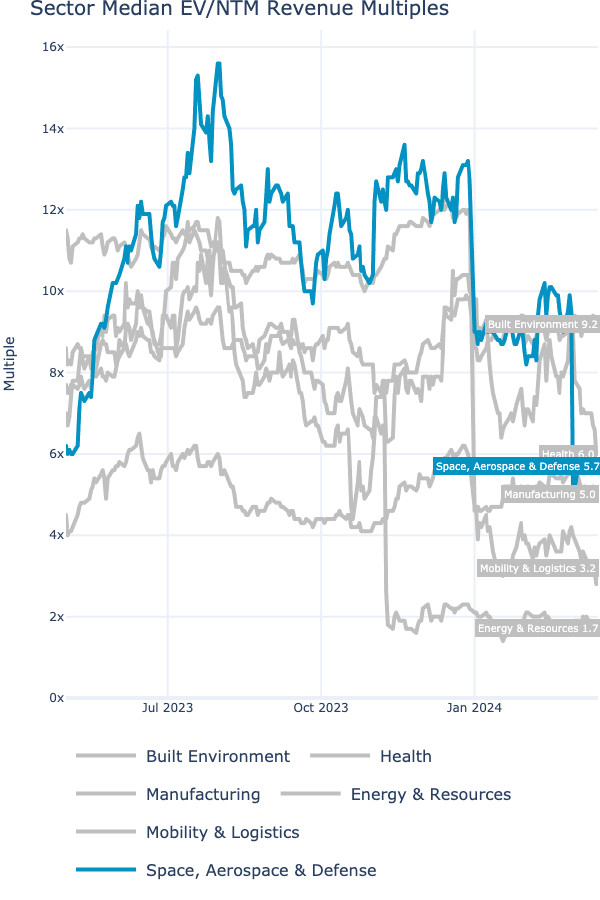 Sector Median EV/NTM Revenue Multiples
Multiple
16x
14x
12x
10x
8x
6x
4x
2x
0x
Built Environment 9.2
Health 6.0
Space, Aerospace & Defense 5.7
Manufacturing 5.0
Mobility & Logistics 3.2
Energy & Resources 1.7
Jul 2023
Oct 2023
Jan 2024
Built Environment
Health
Manufacturing
Energy & Resources
Mobility & Logistics
Space, Aerospace & Defense